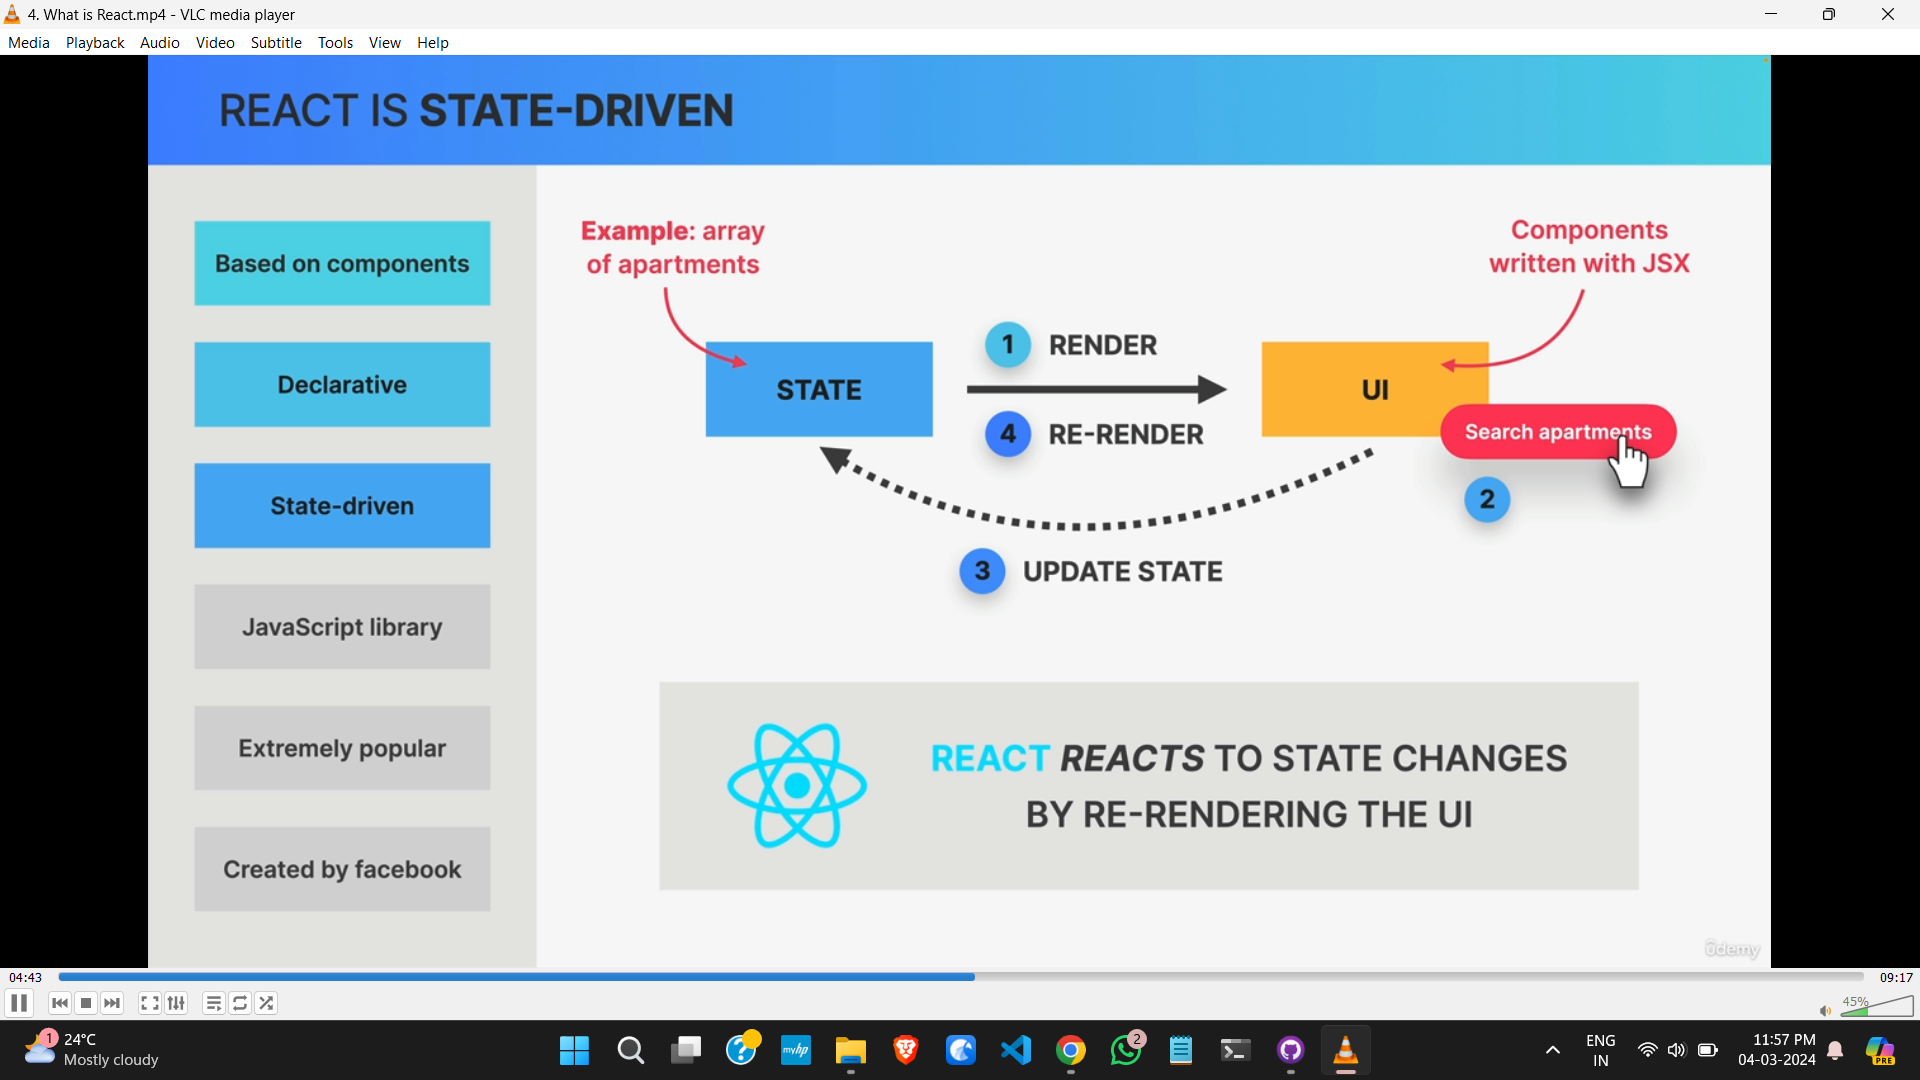 4. What is React.mp4 - VLC media player
Media Playback Audio Video Subtitle Tools View Help
REACT IS STATE-DRIVEN
Based on components
Declarative
State-driven
JavaScript library
Extremely popular
Created by facebook
Example: array
of apartments
Components
written with JSX
STATE
1 RENDER
4 RE-RENDER
UI
Search apartments
2
3 UPDATE STATE
REACT REACTS TO STATE CHANGES
BY RE-RENDERING THE UI
ûdemy
04:43
09:17
45%
1
24°C
Mostly cloudy
myhp
2
ENG
IN
11:57 PM
04-03-2024
PRE